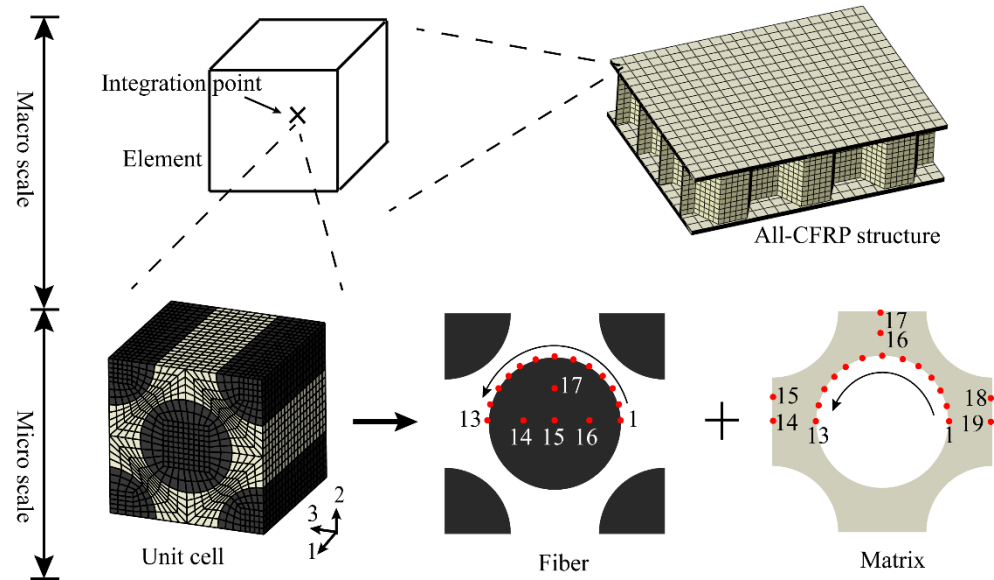 Macro scale
Integration point
Element
All-CFRP structure
Micro scale
2
3
1
Unit cell
17
13
14
15
16
1
Fiber
17
16
15
14
13
1
18
19
Matrix